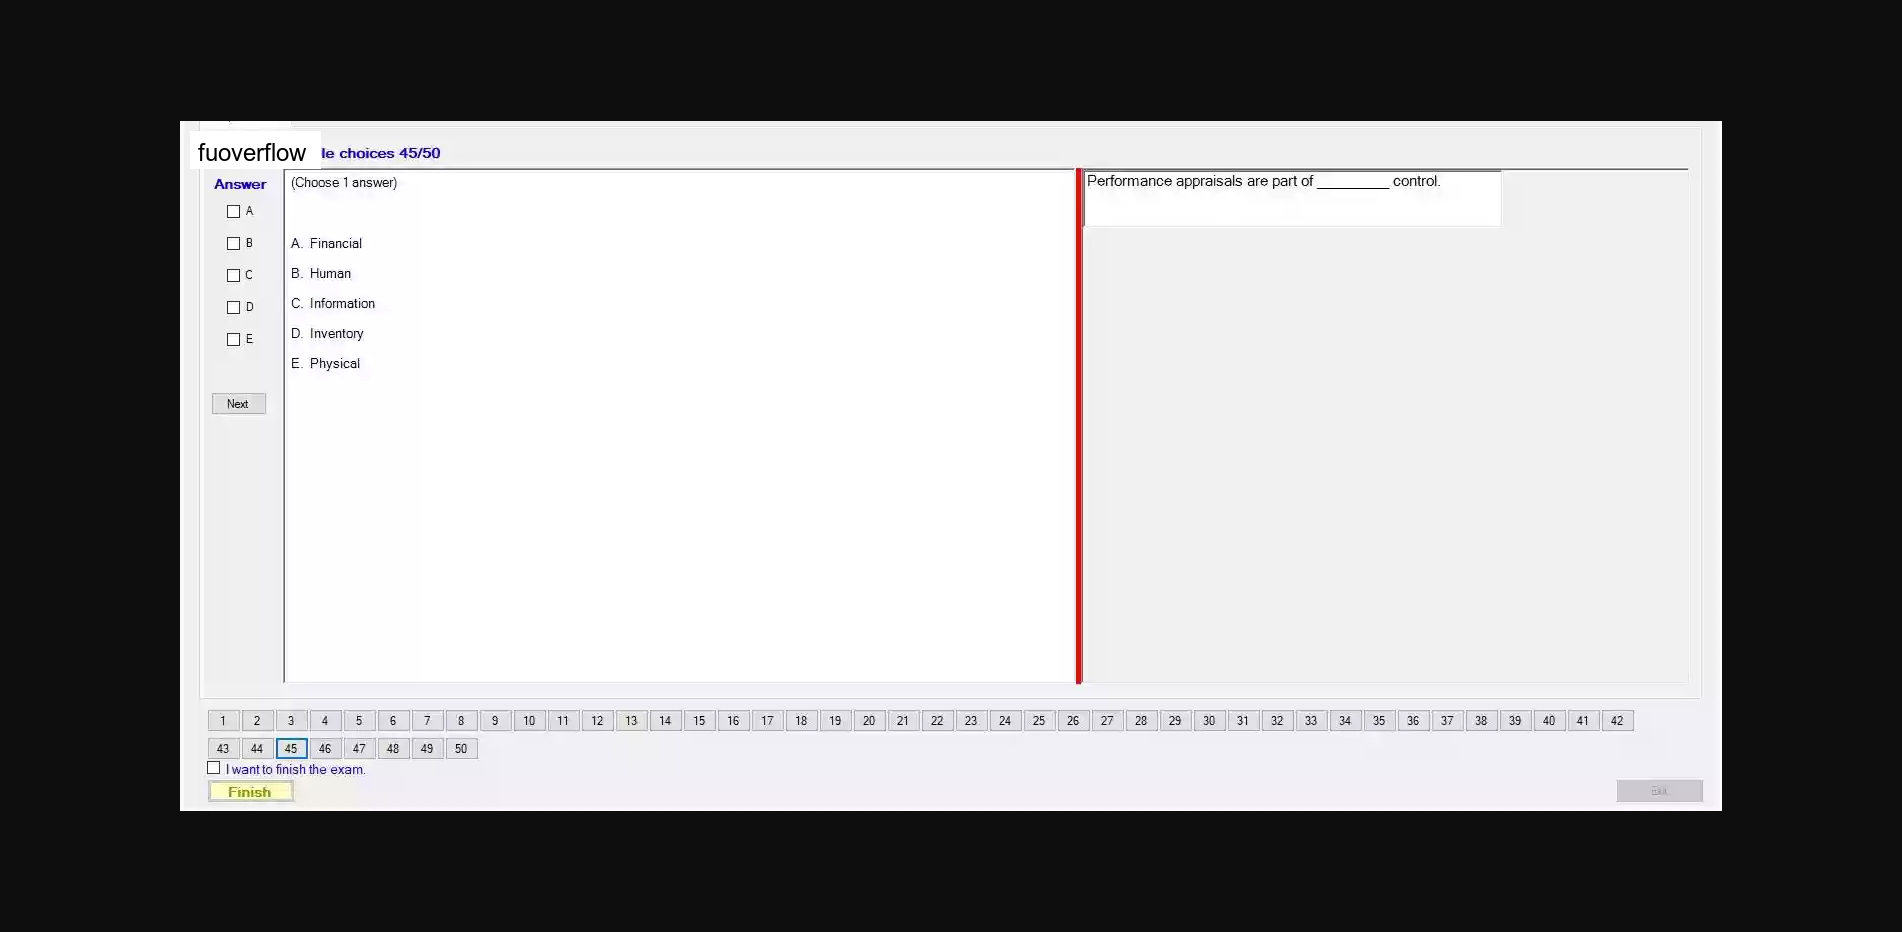 fuoverflow le choices 45/50
Answer
(Choose 1 answer)
Performance appraisals are part of _________ control.
A
B
C
D
E
A. Financial
B. Human
C. Information
D. Inventory
E. Physical
Next
1 2 3 4 5 6 7 8 9 10 11 12 13 14 15 16 17 18 19 20 21 22 23 24 25 26 27 28 29 30 31 32 33 34 35 36 37 38 39 40 41 42
43 44 45 46 47 48 49 50
I want to finish the exam.
Finish
Exit